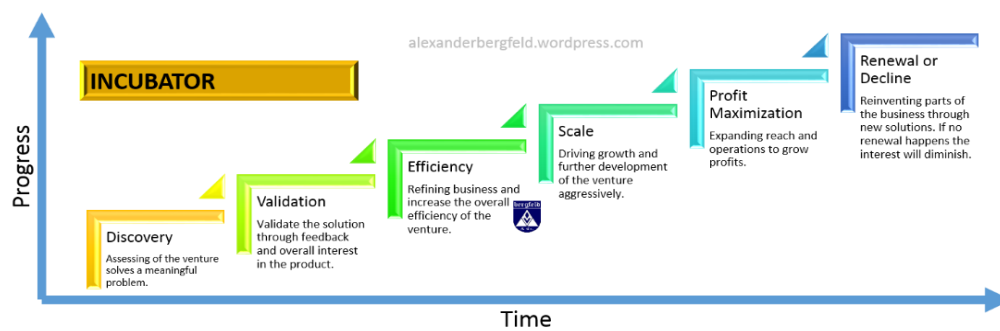 alexanderbergfeld.wordpress.com
INCUBATOR
Progress
Discovery
Assessing of the venture
solves a meaningful
problem.
Validation
Validate the solution
through feedback
and overall interest
in the product.
Efficiency
Refining business and
increase the overall
efficiency of the
venture.
bergfeld
Scale
Driving growth and
further development
of the venture
aggressively.
Profit
Maximization
Expanding reach and
operations to grow
profits.
Renewal or
Decline
Reinventing parts of
the business through
new solutions. If no
renewal happens the
interest will diminish.
Time